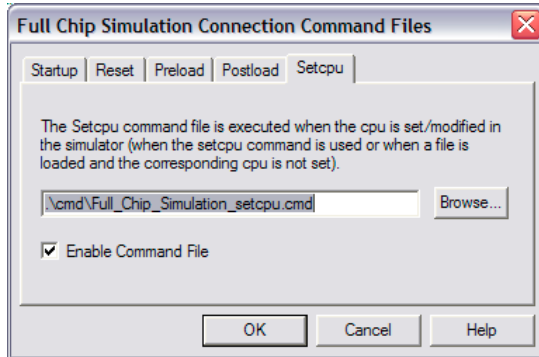 Full Chip Simulation Connection Command Files
Startup Reset Preload Postload Setcpu
The Setcpu command file is executed when the cpu is set/modified in
the simulator (when the setcpu command is used or when a file is
loaded and the corresponding cpu is not set).
.\cmd\Full_Chip_Simulation_setcpu.cmd Browse...
Enable Command File
OK Cancel Help